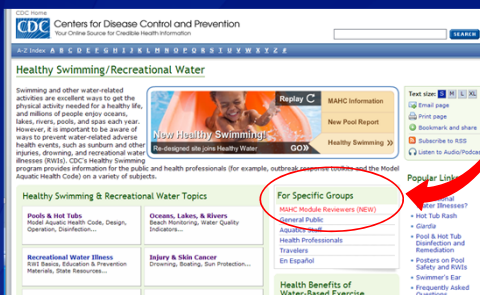 CDC Home
CDC
Centers for Disease Control and Prevention
Your Online Source for Credible Health Information
SEARCH
A-Z Index A B C D E F G H I J K L M N O P Q R S T U V W X Y Z #
Healthy Swimming/Recreational Water
Swimming and other water-related
activities are excellent ways to get the
physical activity needed for a healthy life,
and millions of people enjoy oceans,
lakes, rivers, pools, and spas each year.
However, it is important to be aware of
ways to prevent water-related adverse
health events, such as sunburn and other
injuries, drowning, and recreational water
illnesses (RWIs). CDC's Healthy Swimming
program provides information for the public and health professionals (for example, outbreak response toolkits and the Model
Aquatic Health Code) on a variety of subjects.
Replay
New Healthy Swimming!
Re-designed site joins Healthy Water
GO»
MAHC Information
New Pool Report
Healthy Swimming »
Text size: S M L XL
Email page
Print page
Bookmark and share
Subscribe to RSS
Listen to Audio/Podcast
Healthy Swimming & Recreational Water Topics
Pools & Hot Tubs
Model Aquatic Health Code, Design,
Operation, Disinfection...
Oceans, Lakes, & Rivers
Beach Monitoring, Water Quality
Indicators...
Recreational Water Illness
RWI Basics, Education & Prevention
Materials, State Resources...
Injury & Skin Cancer
Drowning, Boating, Sun Protection...
For Specific Groups
MAHC Module Reviewers (NEW)
General Public
Aquatics Staff
Health Professionals
Travelers
En Español
Health Benefits of
Water-Based Exercise
Popular Links
Water Illnesses?
Hot Tub Rash
Giardia
Pool & Hot Tub
Disinfection and
Remediation
Posters on Pool
Safety and RWIs
Swimmer's Ear
Frequently Asked
Questions